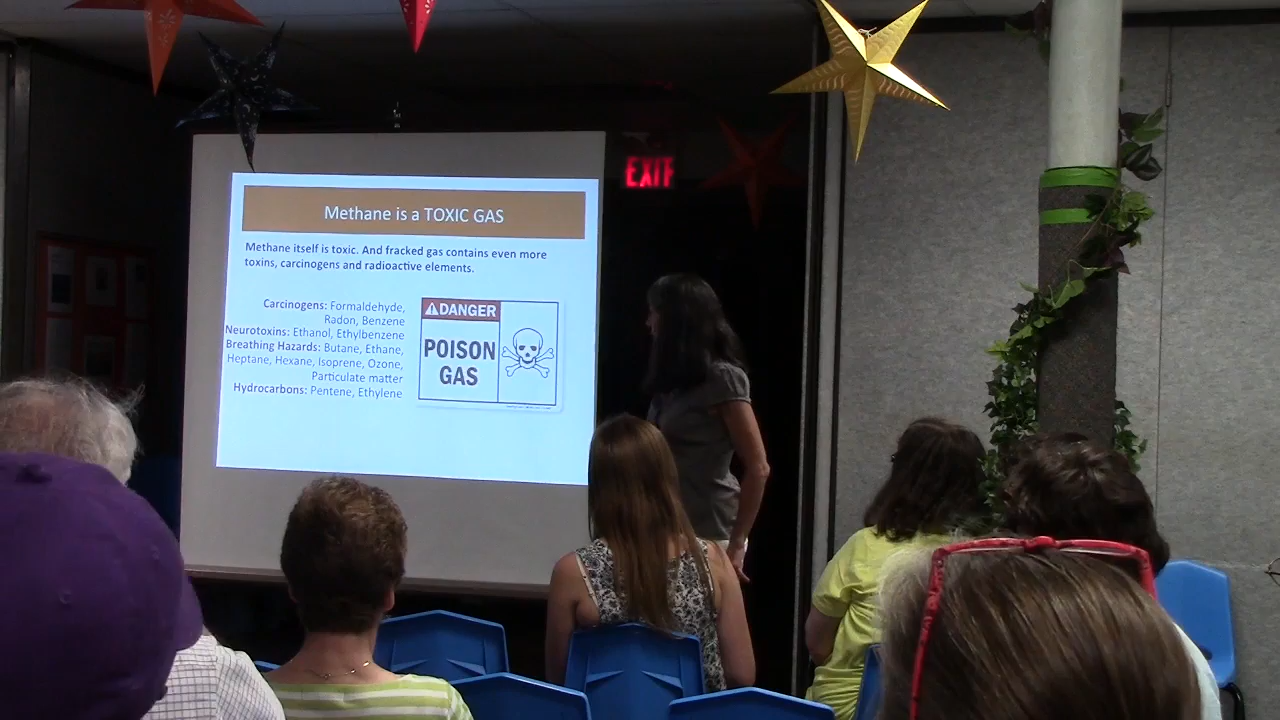 EXIT
Methane is a TOXIC GAS
Methane itself is toxic. And fracked gas contains even more
toxins, carcinogens and radioactive elements.
Carcinogens: Formaldehyde,
Radon, Benzene
Neurotoxins: Ethanol, Ethylbenzene
Breathing Hazards: Butane, Ethane,
Heptane, Hexane, Isoprene, Ozone,
Particulate matter
Hydrocarbons: Pentene, Ethylene
DANGER
POISON
GAS